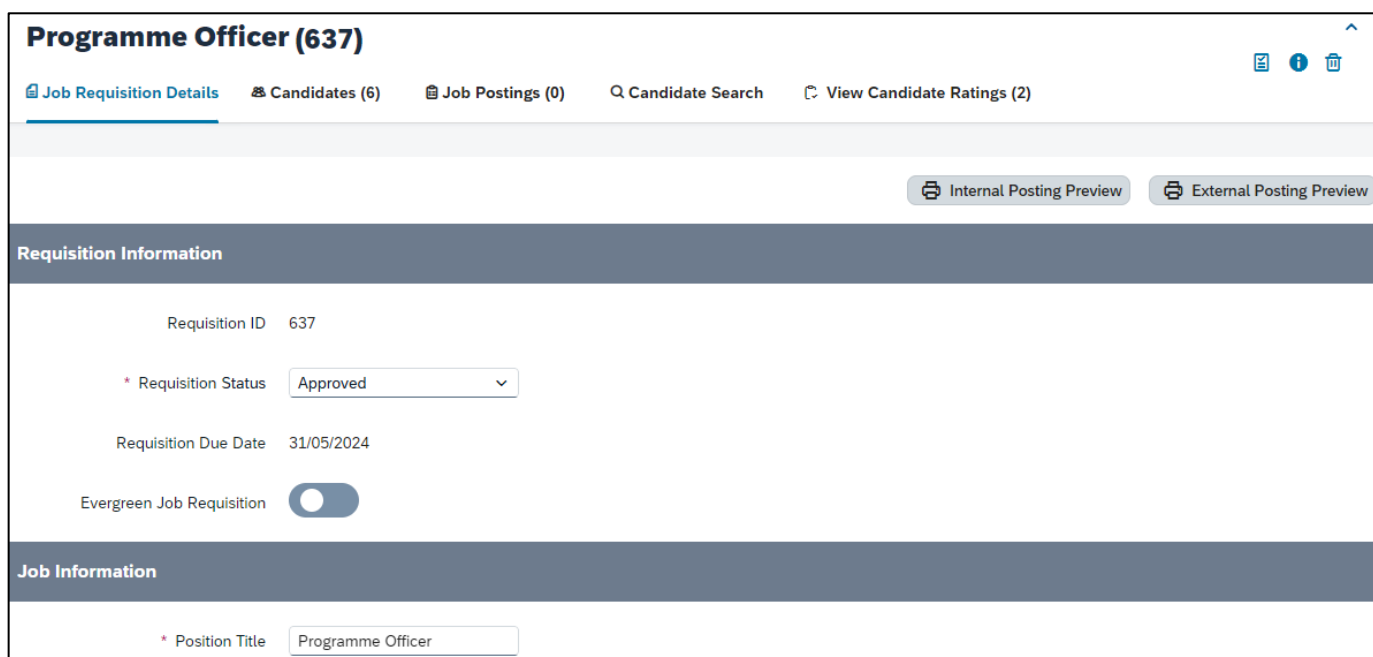 Programme Officer (637)
Job Requisition Details Candidates (6) Job Postings (0) Candidate Search View Candidate Ratings (2)
Internal Posting Preview External Posting Preview
Requisition Information
Requisition ID 637
* Requisition Status Approved
Requisition Due Date 31/05/2024
Evergreen Job Requisition
Job Information
* Position Title Programme Officer